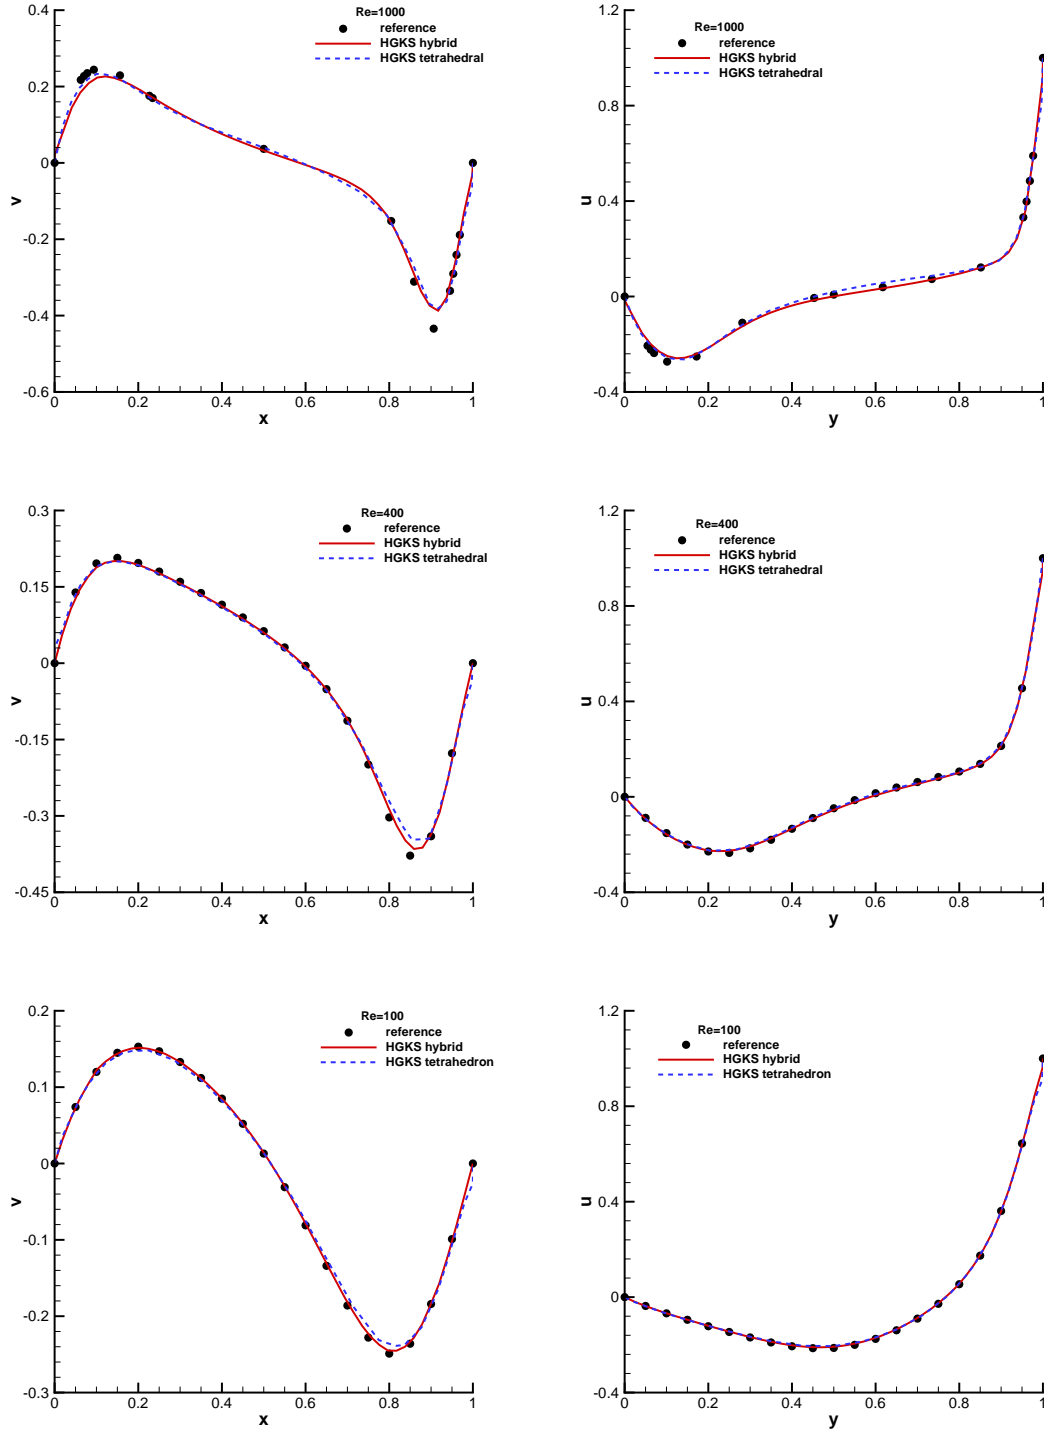 Re=1000
reference
HGKS hybrid
HGKS tetrahedral
0.4
0.2
0
-0.2
-0.4
-0.6
v
0 0.2 0.4 0.6 0.8 1
x
Re=1000
reference
HGKS hybrid
HGKS tetrahedral
1.2
0.8
0.4
0
-0.4
u
0 0.2 0.4 0.6 0.8 1
y
Re=400
reference
HGKS hybrid
HGKS tetrahedral
0.3
0.15
0
-0.15
-0.3
-0.45
v
0 0.2 0.4 0.6 0.8 1
x
Re=400
reference
HGKS hybrid
HGKS tetrahedral
1.2
0.8
0.4
0
-0.4
u
0 0.2 0.4 0.6 0.8 1
y
Re=100
reference
HGKS hybrid
HGKS tetrahedron
0.2
0.1
0
-0.1
-0.2
-0.3
v
0 0.2 0.4 0.6 0.8 1
x
Re=100
reference
HGKS hybrid
HGKS tetrahedron
1.2
0.8
0.4
0
-0.4
u
0 0.2 0.4 0.6 0.8 1
y